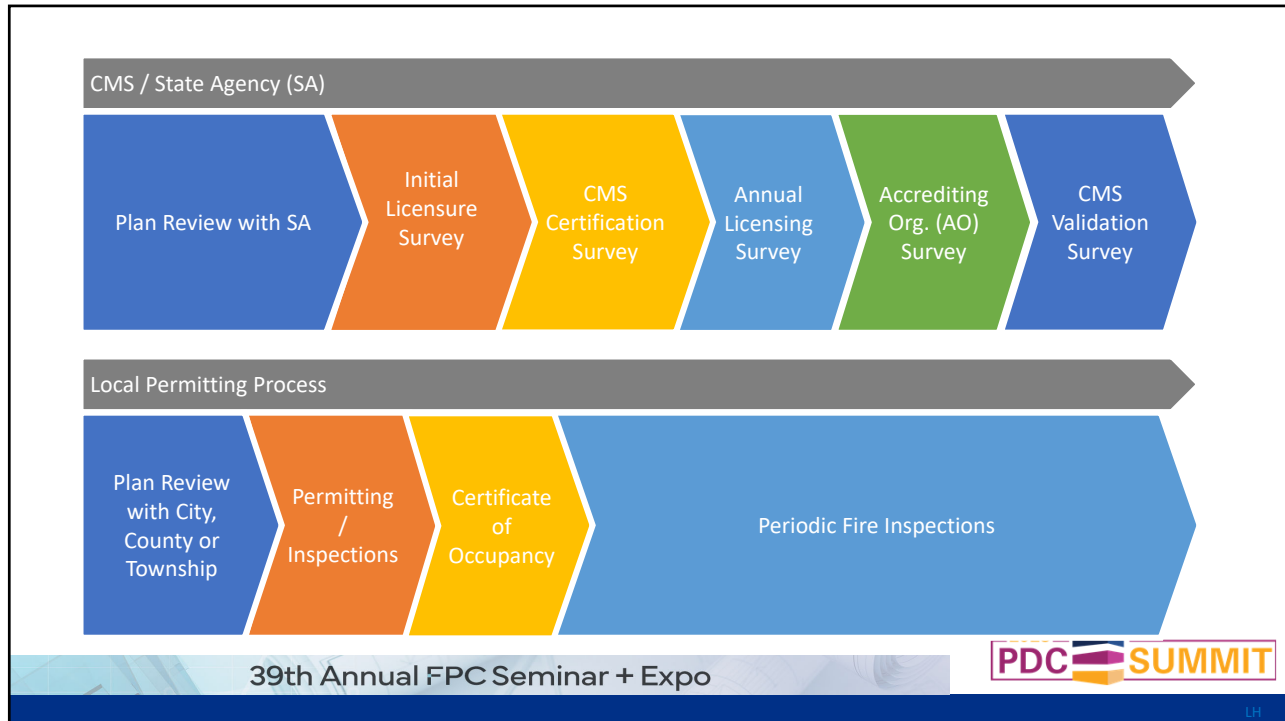 CMS / State Agency (SA)
Plan Review with SA
Initial
Licensure
Survey
CMS
Certification
Survey
Annual
Licensing
Survey
Accrediting
Org. (AO)
Survey
CMS
Validation
Survey
Local Permitting Process
Plan Review
with City,
County or
Township
Permitting
/
Inspections
Certificate
of
Occupancy
Periodic Fire Inspections
39th Annual FPC Seminar + Expo
PDC SUMMIT
LH